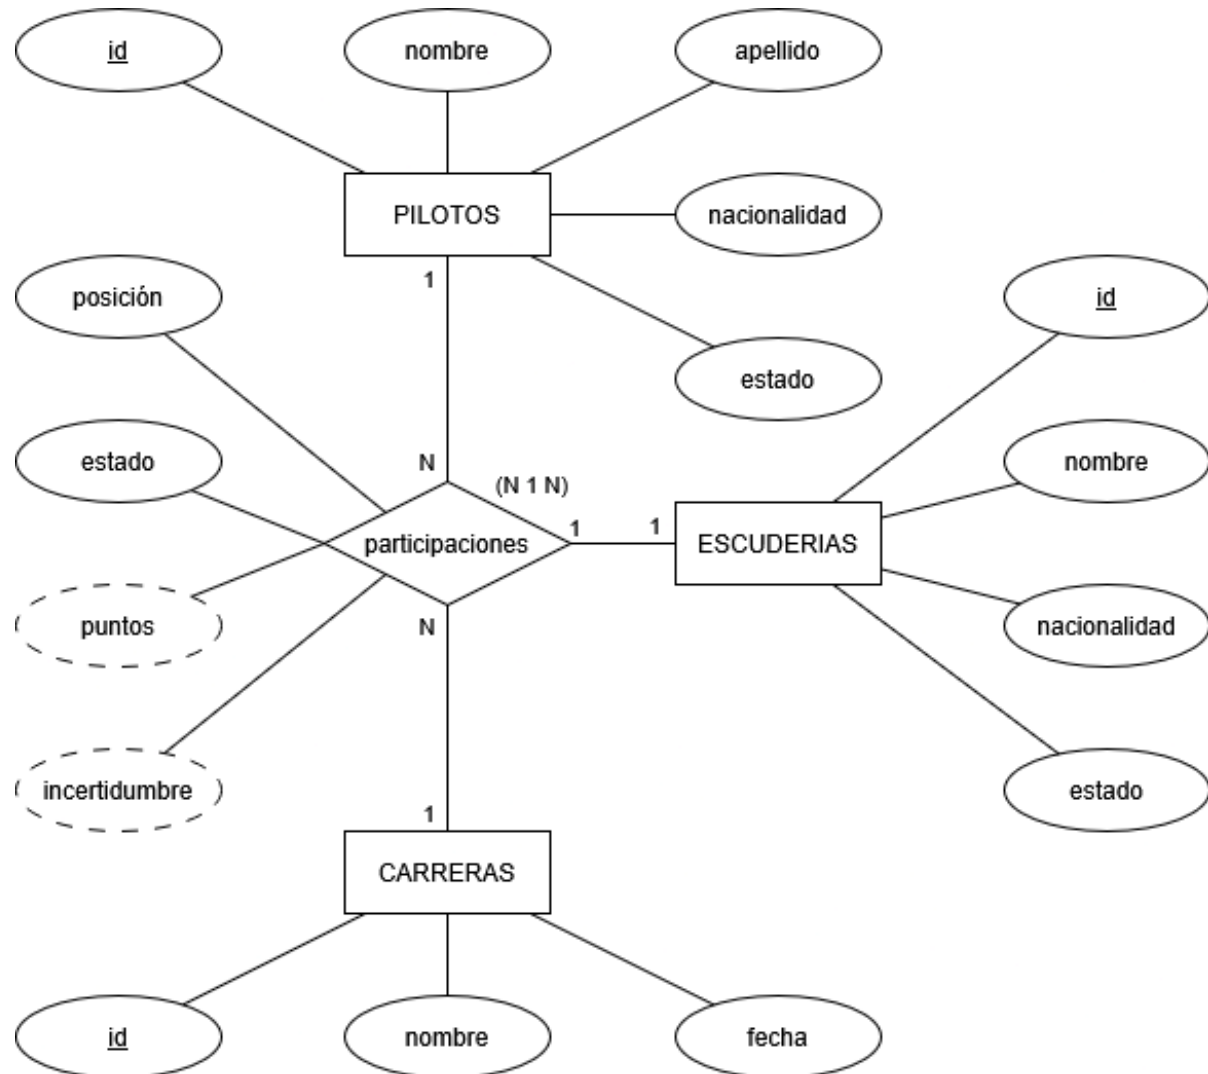 id
nombre
apellido
PILOTOS
nacionalidad
1
posición
id
estado
estado
N
(N 1 N)
nombre
participaciones
1
1
ESCUDERIAS
puntos
N
nacionalidad
incertidumbre
estado
1
CARRERAS
id
nombre
fecha